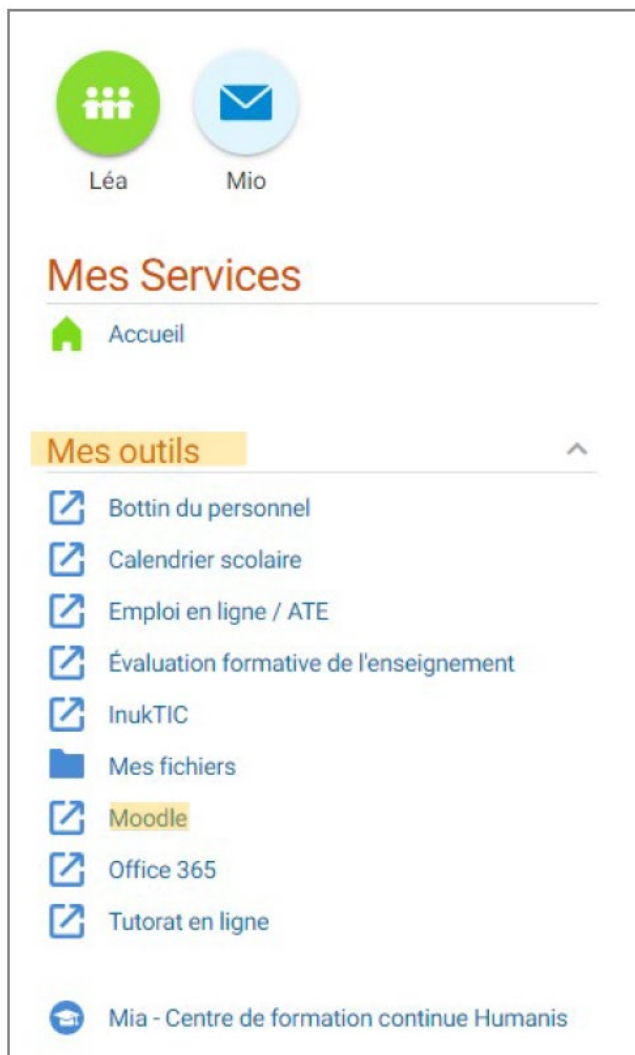 Léa Mio
Mes Services
Accueil
Mes outils
Bottin du personnel
Calendrier scolaire
Emploi en ligne / ATE
Évaluation formative de l'enseignement
InukTIC
Mes fichiers
Moodle
Office 365
Tutorat en ligne
Mia - Centre de formation continue Humanis